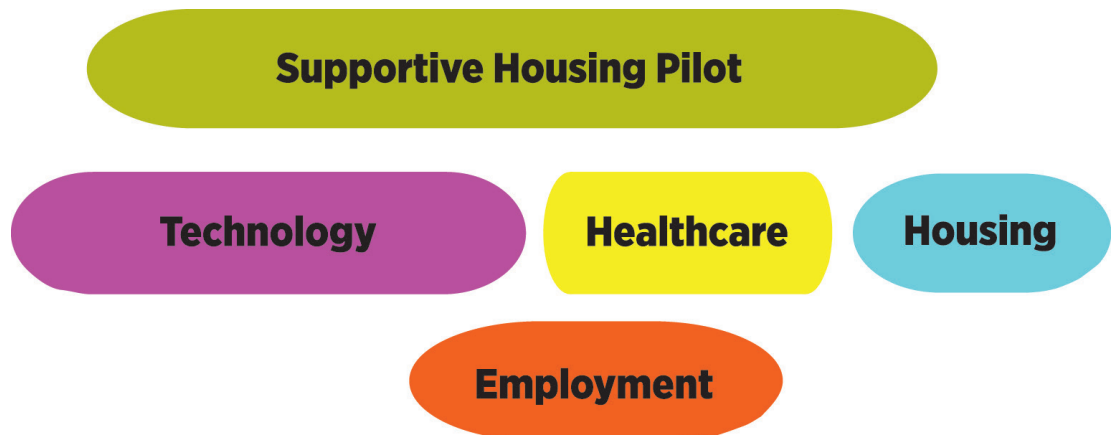 Supportive Housing Pilot
Technology
Healthcare
Housing
Employment